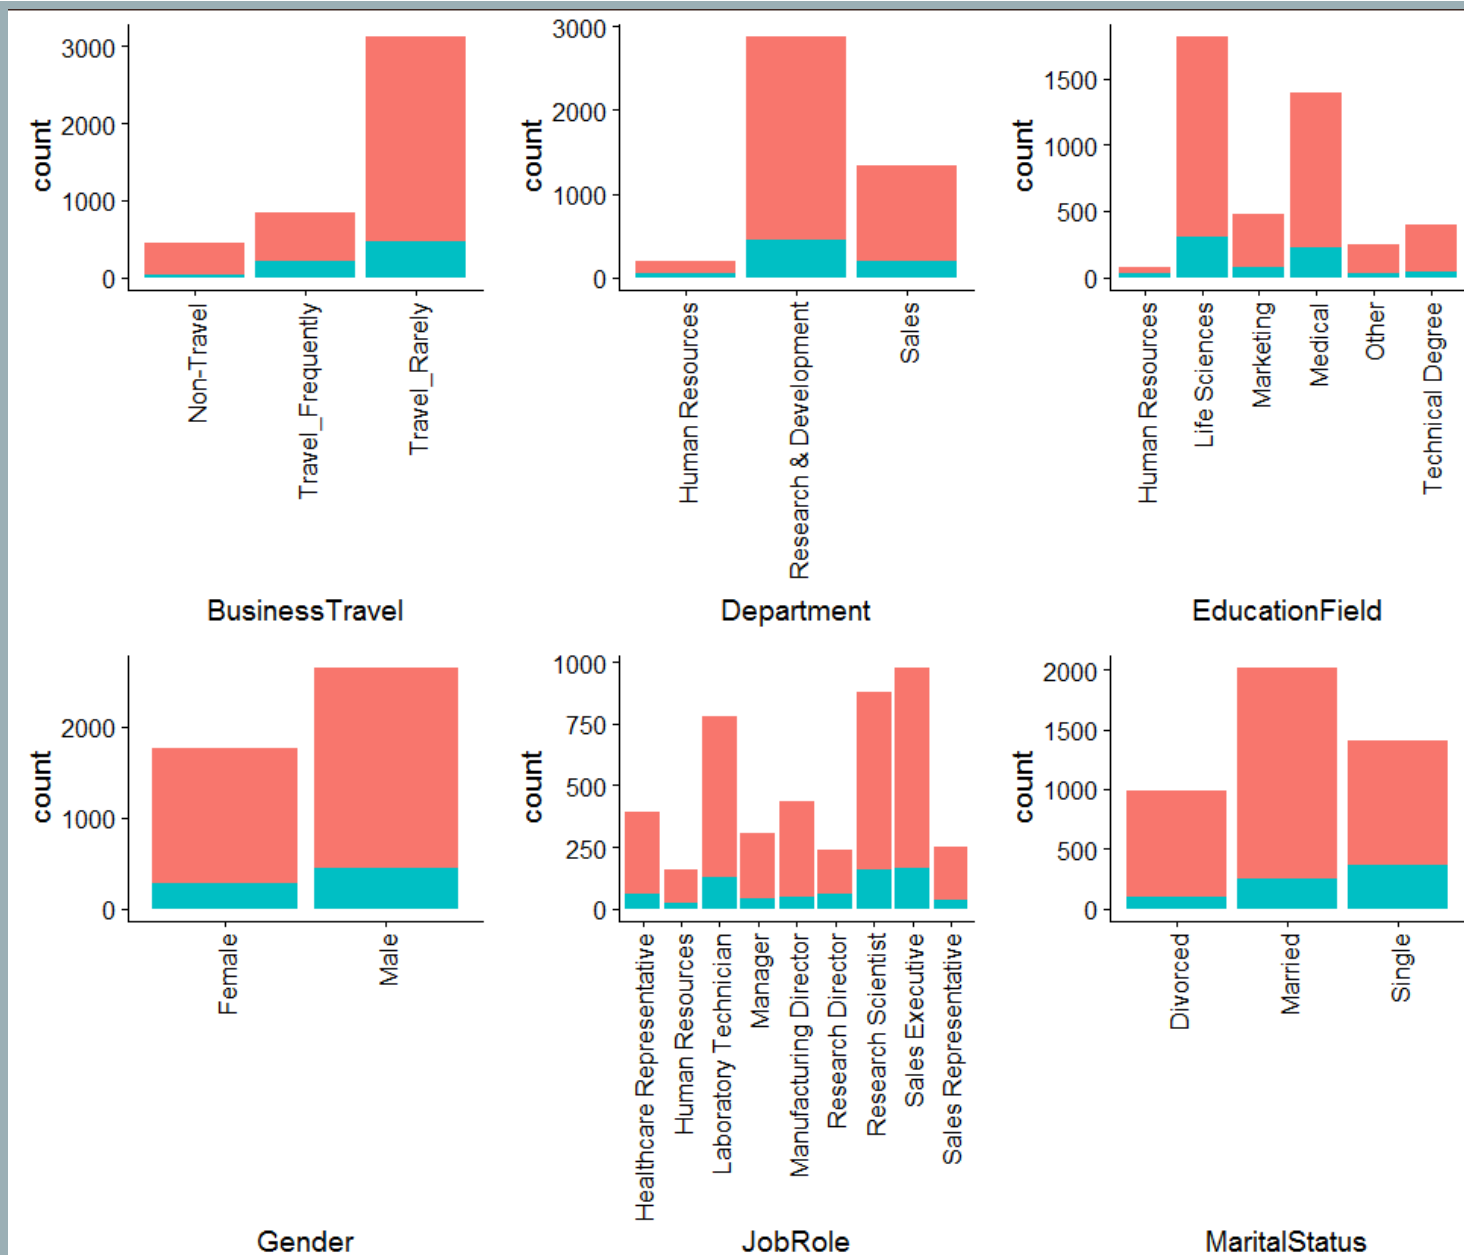 3000
2000
1000
0
count
Non-Travel
Travel_Frequently
Travel_Rarely
BusinessTravel
3000
2000
1000
0
count
Human Resources
Research & Development
Sales
Department
1500
1000
500
0
count
Human Resources
Life Sciences
Marketing
Medical
Other
Technical Degree
EducationField
2000
1000
0
count
Female
Male
Gender
1000
750
500
250
0
count
Healthcare Representative
Human Resources
Laboratory Technician
Manager
Manufacturing Director
Research Director
Research Scientist
Sales Executive
Sales Representative
JobRole
2000
1500
1000
500
0
count
Divorced
Married
Single
MaritalStatus